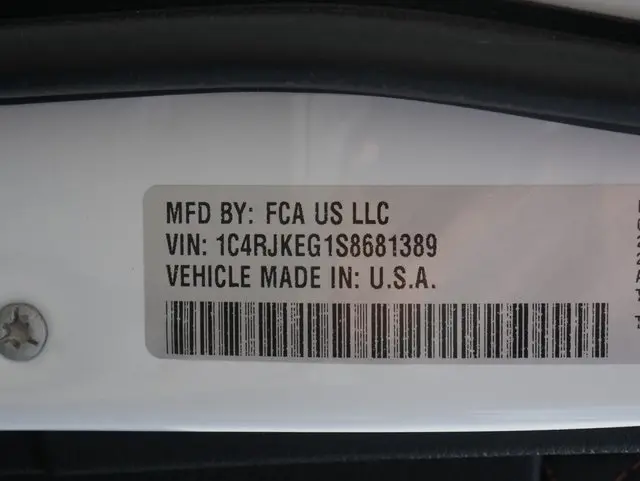 MFD BY: FCA US LLC
VIN: 1C4RJKEG1S8681389
VEHICLE MADE IN: U.S.A.